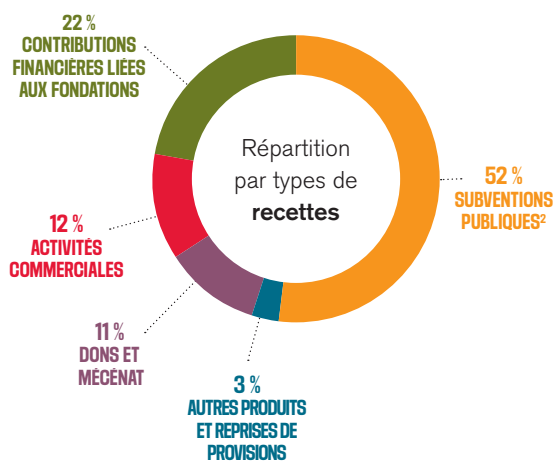 22 %
CONTRIBUTIONS
FINANCIÈRES LIÉES
AUX FONDATIONS
Répartition
par types de
recettes
52 %
SUBVENTIONS
PUBLIQUES²
12 %
ACTIVITÉS
COMMERCIALES
11 %
DONS ET
MÉCÉNAT
3 %
AUTRES PRODUITS
ET REPRISES DE
PROVISIONS